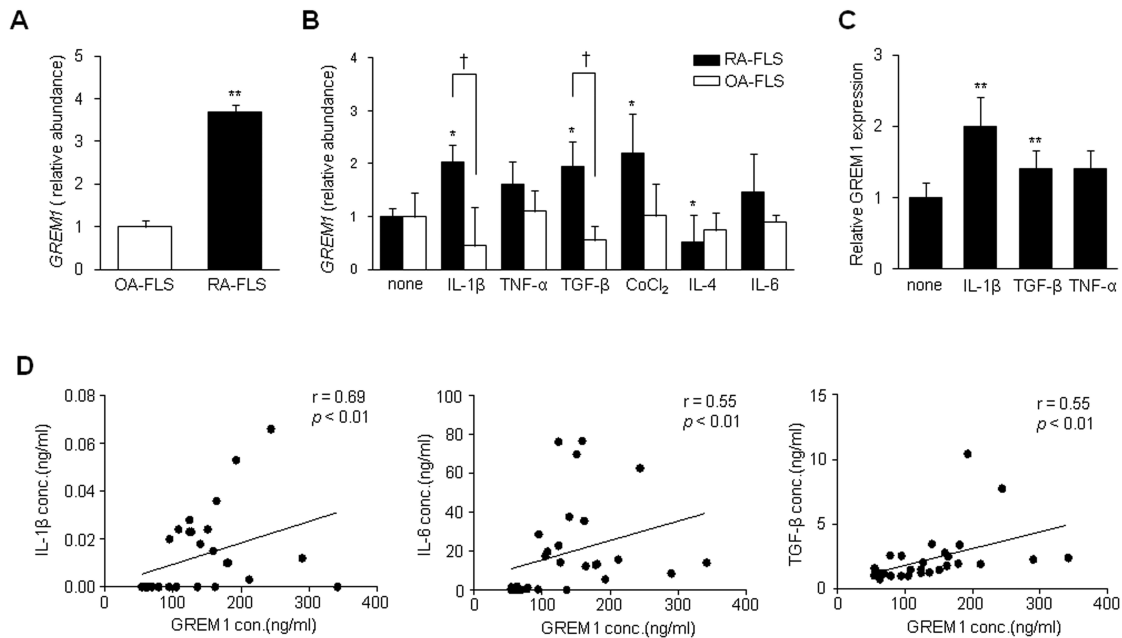 A
GREM1 ( relative abundance)
5
4
3
2
1
0
**
OA-FLS RA-FLS
B
GREM1 (relative abundance)
4
3
2
1
0
RA-FLS
OA-FLS
†
†
*
*
*
*
none IL-1β TNF-α TGF-β CoCl2 IL-4 IL-6
C
Relative GREM1 expression
3
2
1
0
**
**
none IL-1β TGF-β TNF-α
D
IL-1β conc.(ng/ml)
0.08
0.06
0.04
0.02
0.00
r = 0.69
p < 0.01
0 100 200 300 400
GREM1 con.(ng/ml)
IL-6 conc.(ng/ml)
100
80
60
40
20
0
r = 0.55
p < 0.01
0 100 200 300 400
GREM1 conc.(ng/ml)
TGF-β conc.(ng/ml)
15
10
5
0
r = 0.55
p < 0.01
0 100 200 300 400
GREM1 conc.(ng/ml)